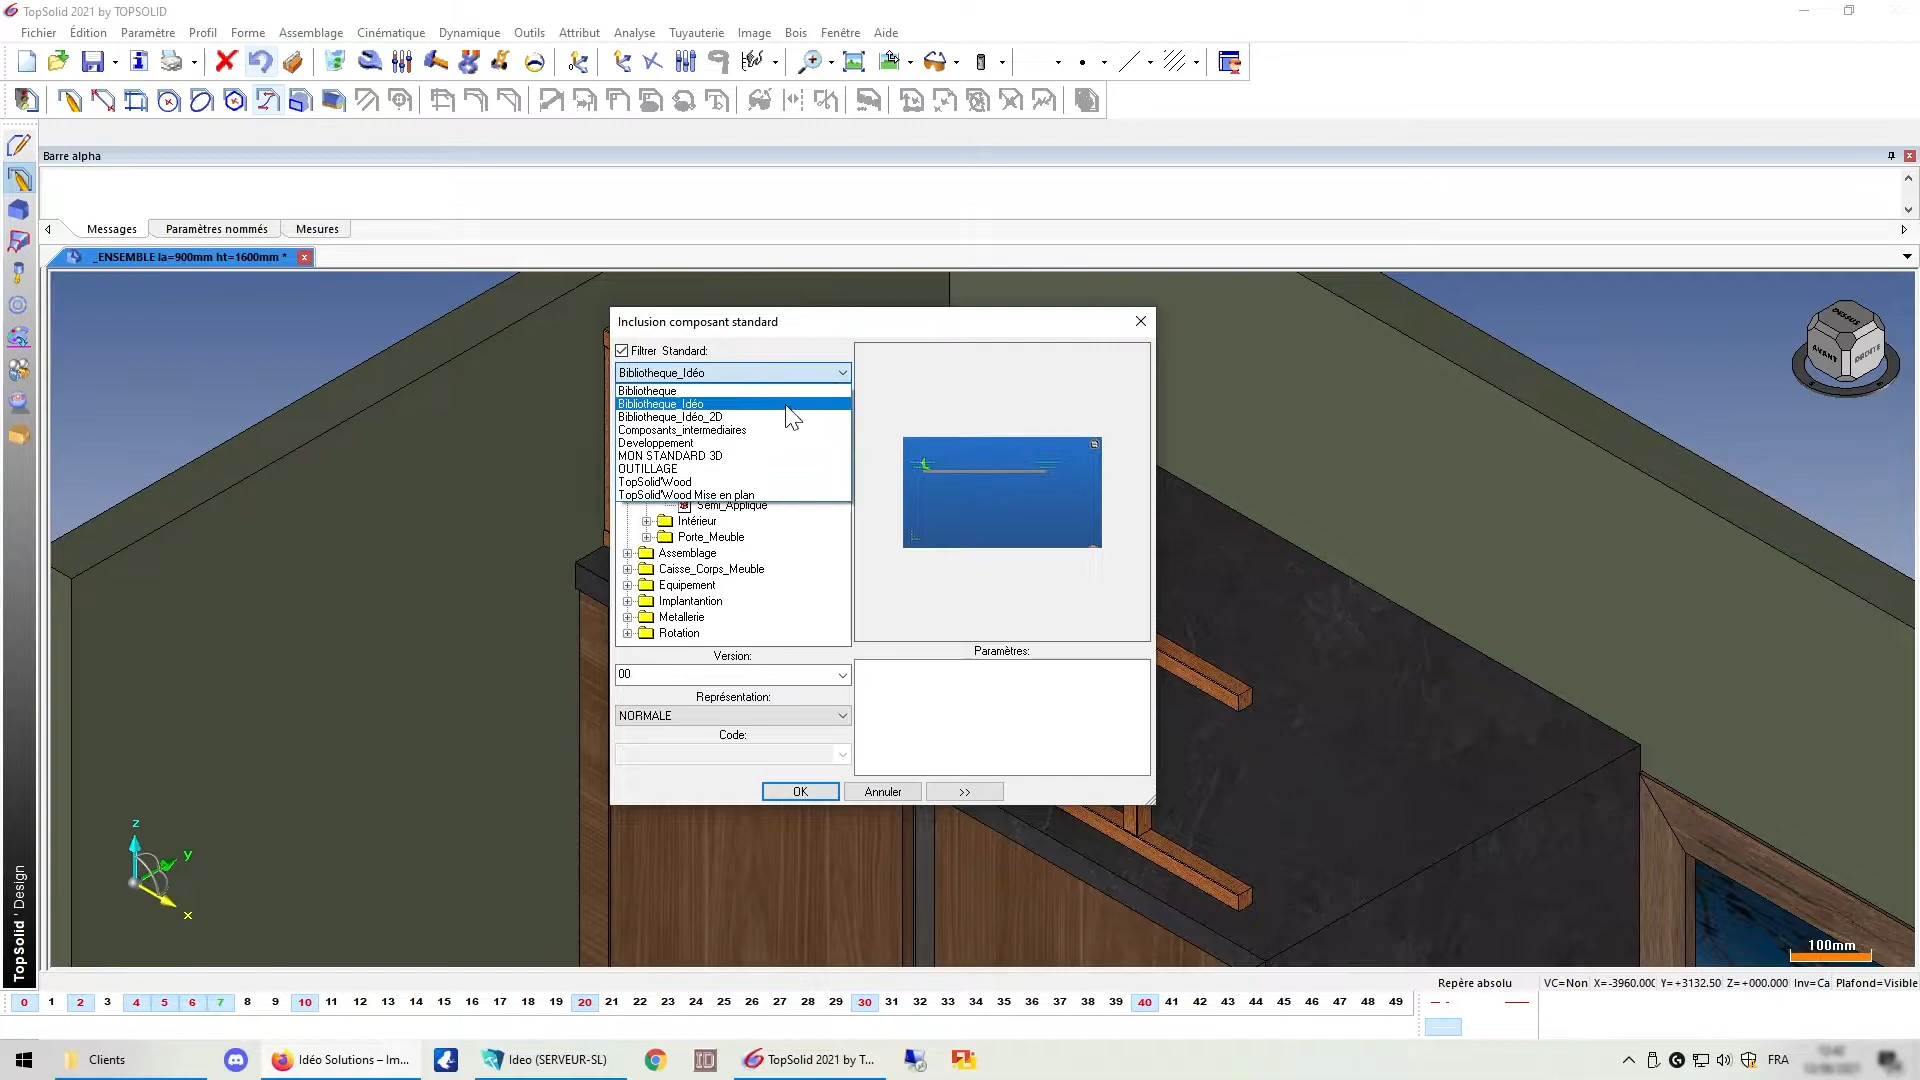 TopSolid 2021 by TOPSOLID
Fichier Édition Paramètre Profil Forme Assemblage Cinématique Dynamique Outils Attribut Analyse Tuyauterie Image Bois Fenêtre Aide
Barre alpha
Messages Paramètres nommés Mesures
_ENSEMBLE la=900mm ht=1600mm *
Inclusion composant standard
Filtrer Standard:
Bibliotheque_Idéo
Bibliotheque
Bibliotheque_Idéo
Bibliotheque_Idéo_2D
Composants_intermediaires
Developpement
MON STANDARD 3D
OUTILLAGE
TopSolid'Wood
TopSolid'Wood Mise en plan
Semi_Applique
Intérieur
Porte_Meuble
Assemblage
Caisse_Corps_Meuble
Equipement
Implantantion
Metallerie
Rotation
Version:
00
Représentation:
NORMALE
Code:
Paramètres:
OK Annuler >>
DESSUS
AVANT DROITE
z
y
x
100mm
TopSolid ' Design
Repère absolu VC=Non X=-3960.000 Y=+3132.50 Z=+000.000 Inv=Ca Plafond=Visible
0 1 2 3 4 5 6 7 8 9 10 11 12 13 14 15 16 17 18 19 20 21 22 23 24 25 26 27 28 29 30 31 32 33 34 35 36 37 38 39 40 41 42 43 44 45 46 47 48 49
Clients Idéo Solutions – Im... Ideo (SERVEUR-SL) ID TopSolid 2021 by T... FRA